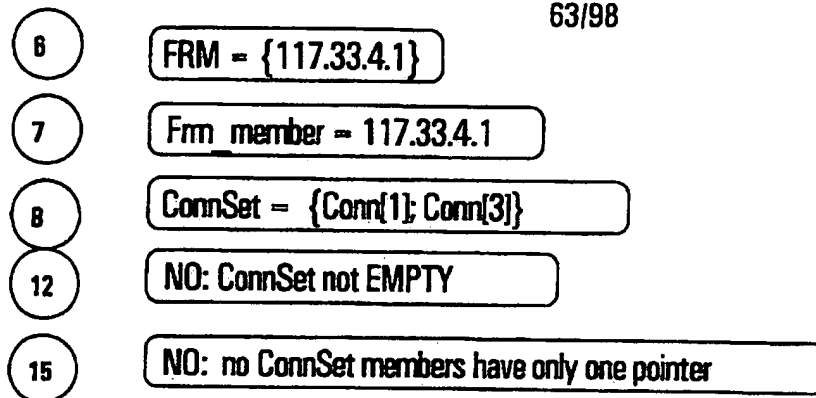 63/98
6 FRM = {117.33.4.1}
7 Frm_member = 117.33.4.1
8 ConnSet = {Conn[1]; Conn[3]}
12 NO: ConnSet not EMPTY
15 NO: no ConnSet members have only one pointer